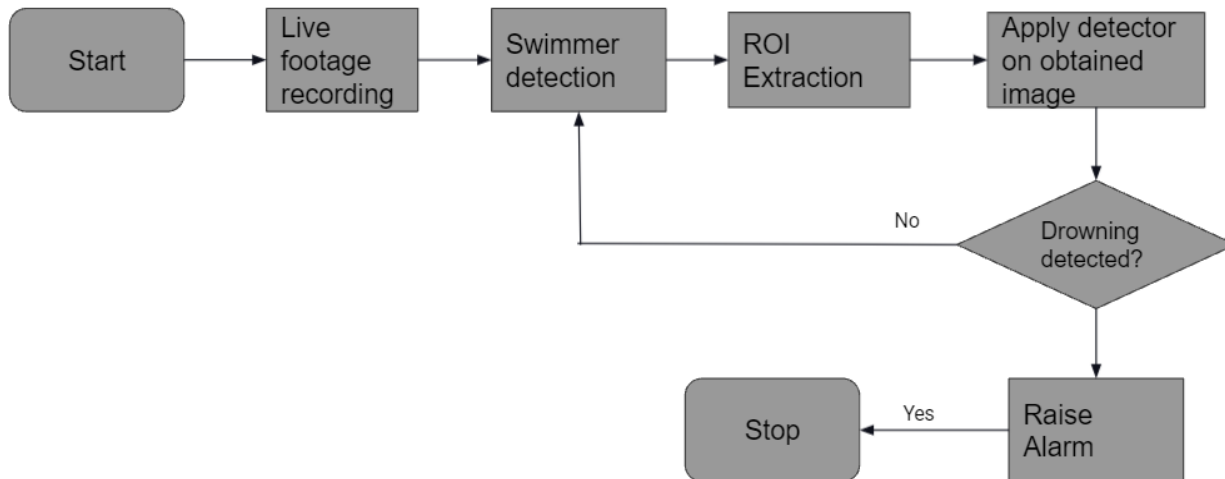 Start
Live
footage
recording
Swimmer
detection
ROI
Extraction
Apply detector
on obtained
image
No
Drowning
detected?
Stop
Yes
Raise
Alarm